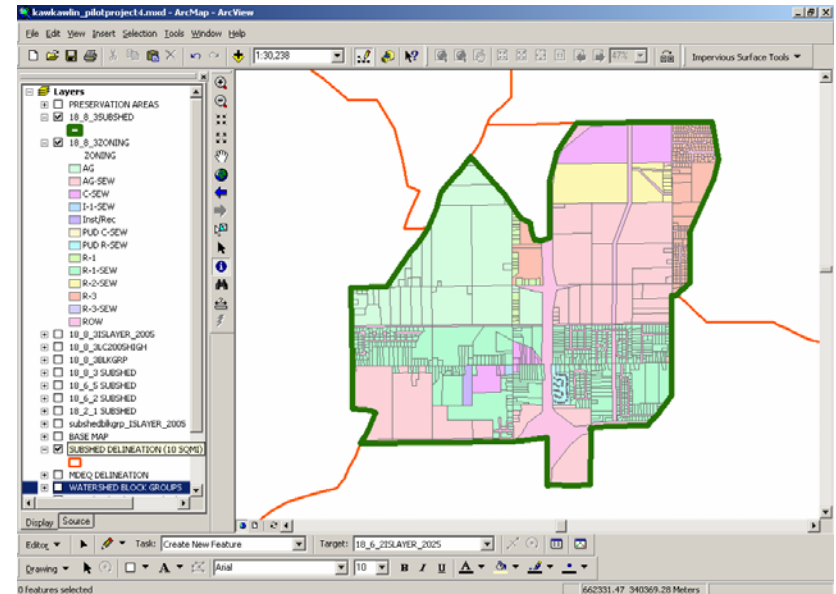 kawkawlin_pilotproject4.mxd - ArcMap - ArcView
File Edit View Insert Selection Tools Window Help
1:30,238
47%
Impervious Surface Tools
Layers
PRESERVATION AREAS
18_8_3SUBSHED
18_8_3ZONING
ZONING
AG
AG-SEW
C-SEW
I-1-SEW
Inst/Rec
PUD C-SEW
PUD R-SEW
R-1
R-1-SEW
R-2-SEW
R-3
R-3-SEW
ROW
18_8_3ISLAYER_2005
18_8_3LC2005HIGH
18_8_3BLKGRP
18_8_3 SUBSHED
18_6_5 SUBSHED
18_6_2 SUBSHED
18_2_1 SUBSHED
subshedblkgrp_ISLAYER_2005
BASE MAP
SUBSHED DELINEATION (10 SQMI)
MDEQ DELINEATION
WATERSHED BLOCK GROUPS
Display Source
Editor Task: Create New Feature Target: 18_6_2ISLAYER_2025
Drawing A Arial 10 B I U A
0 features selected 662331.47 340369.28 Meters